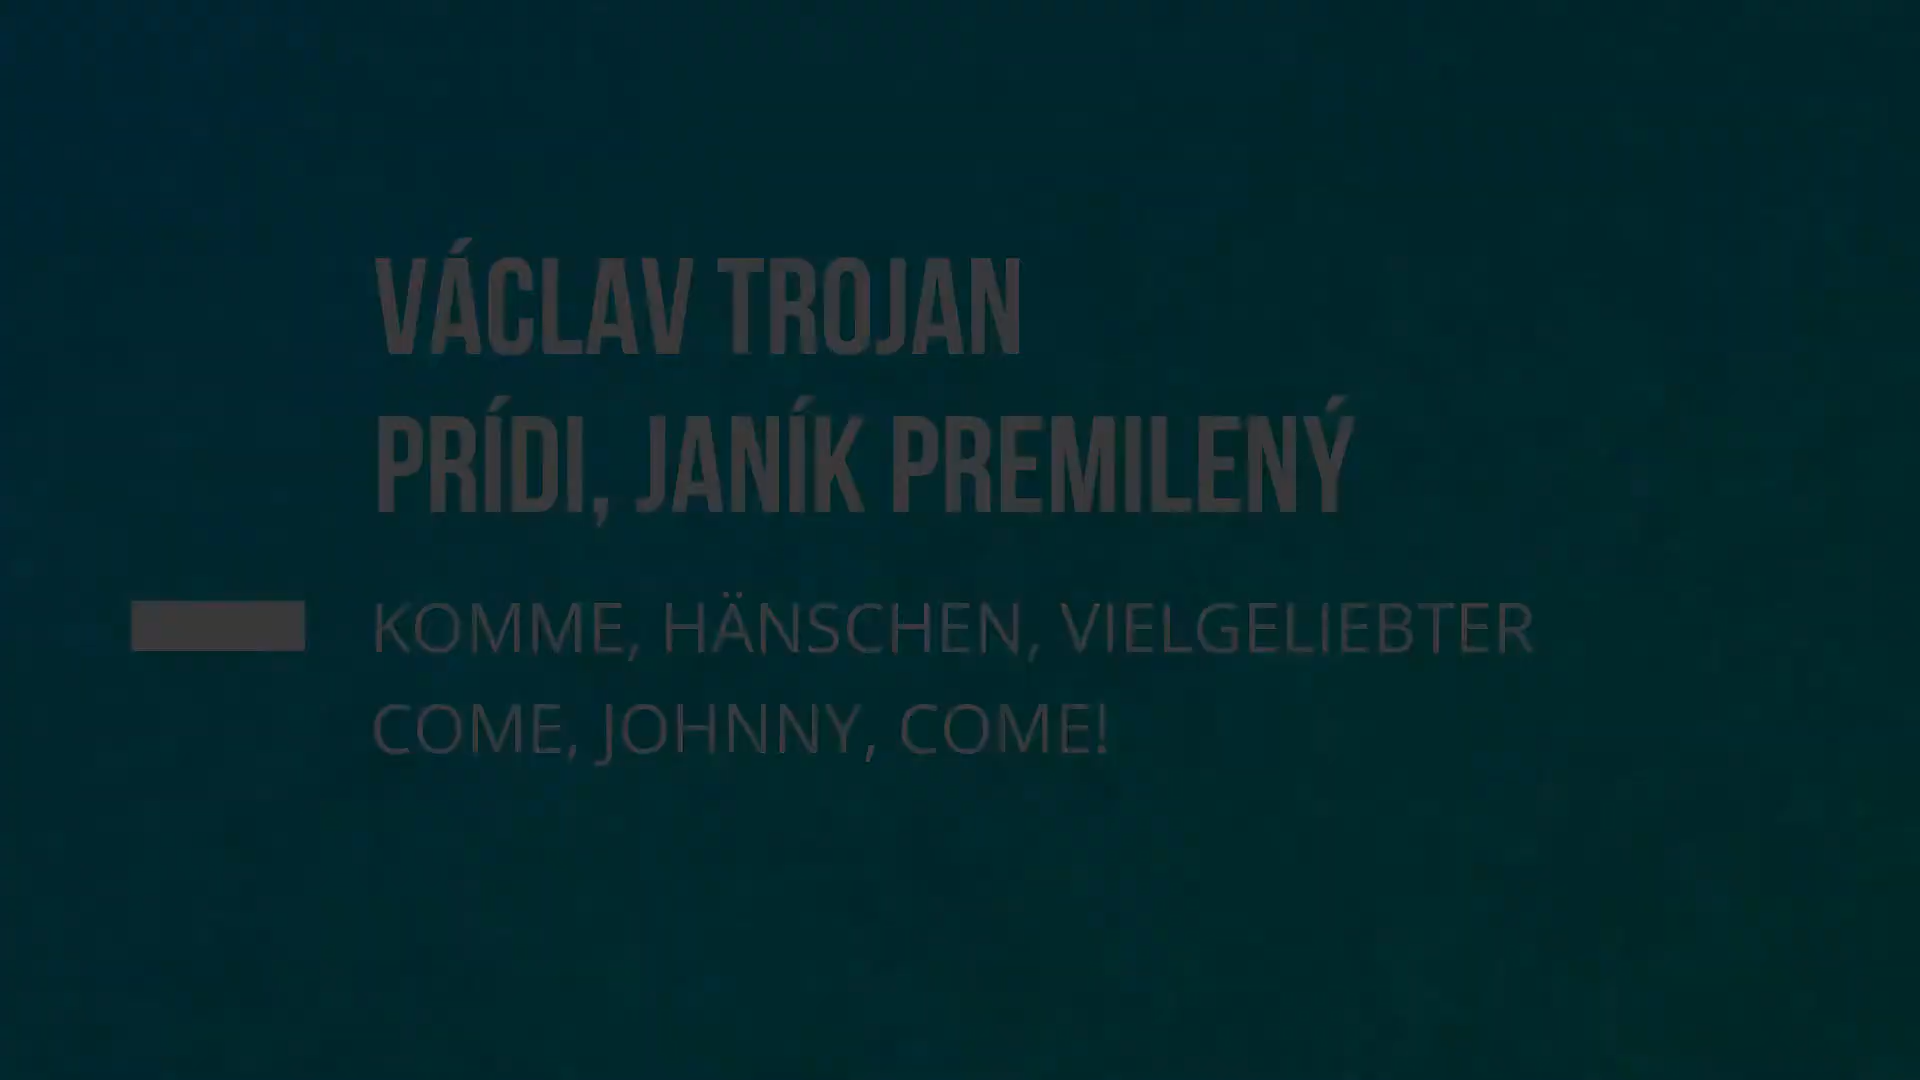 VÁCLAV TROJAN
PRÍDI, JANÍK PREMILENÝ
KOMME, HÄNSCHEN, VIELGELIEBTER
COME, JOHNNY, COME!